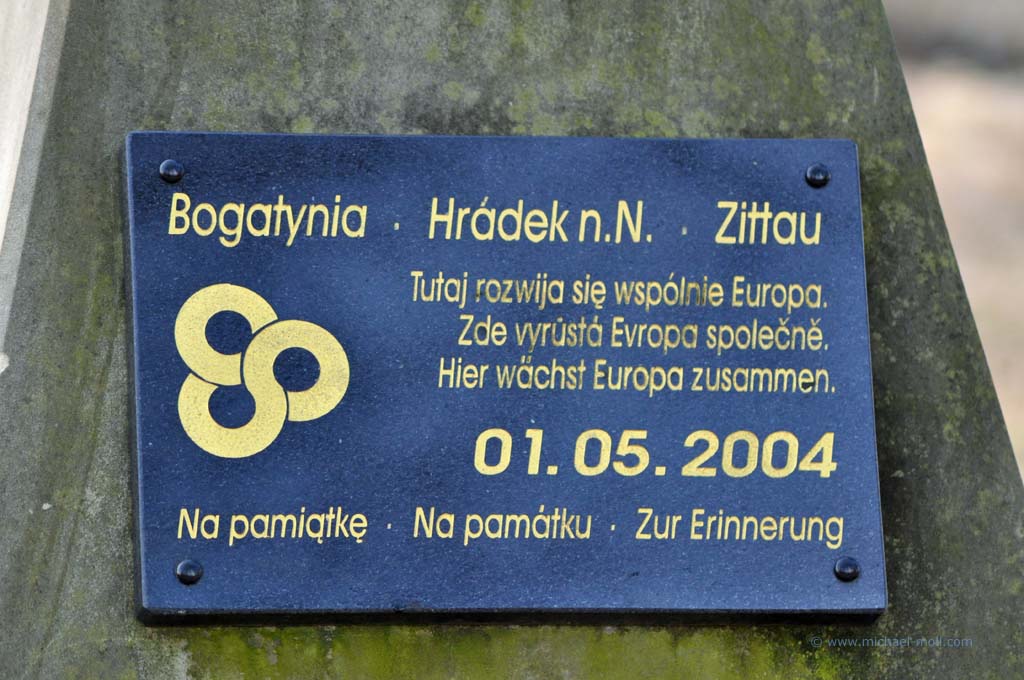 Bogatynia · Hrádek n.N. · Zittau
Tutaj rozwija się wspólnie Europa.
Zde vyrůstá Evropa společně.
Hier wächst Europa zusammen.
01.05.2004
Na pamiątkę · Na památku · Zur Erinnerung
© www.michael-moll.com